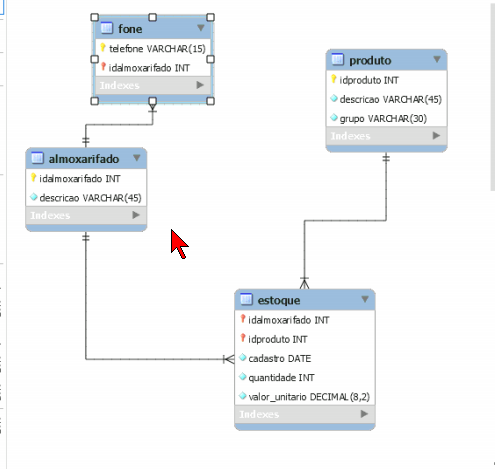 fone
telefone VARCHAR(15)
idalmoxarifado INT
Indexes
produto
idproduto INT
descricao VARCHAR(45)
grupo VARCHAR(30)
Indexes
almoxarifado
idalmoxarifado INT
descricao VARCHAR(45)
Indexes
estoque
idalmoxarifado INT
idproduto INT
cadastro DATE
quantidade INT
valor_unitario DECIMAL(8,2)
Indexes